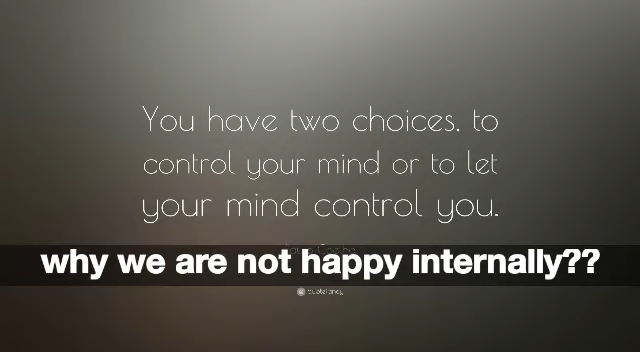 You have two choices, to
control your mind or to let
your mind control you.
why we are not happy internally??
quotefancy